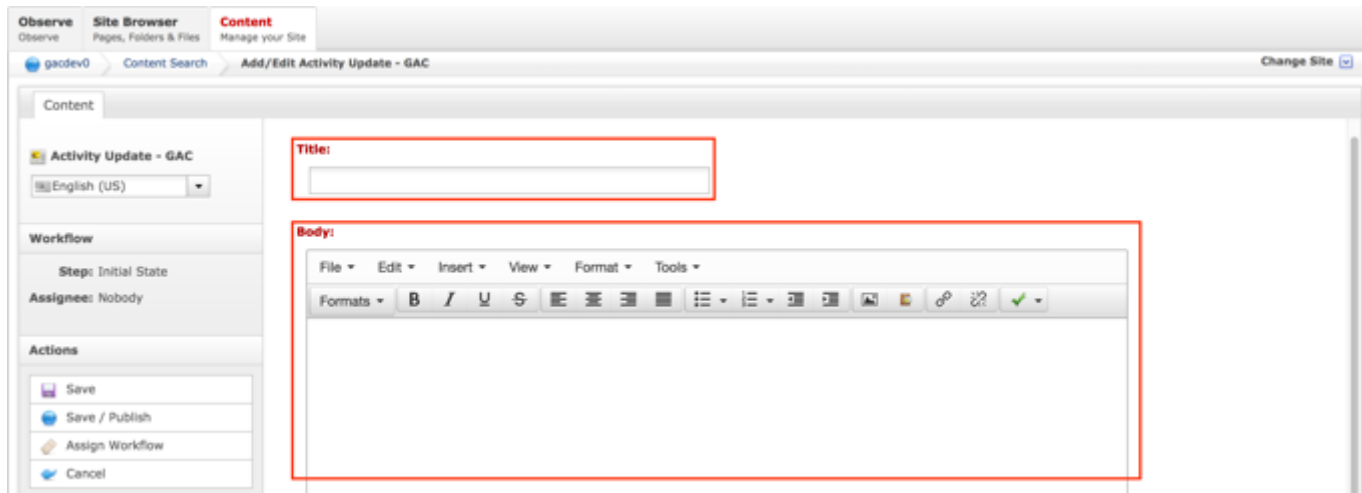 Observe Site Browser Content
Observe Pages, Folders & Files Manage your Site
gacdev0 Content Search Add/Edit Activity Update - GAC Change Site
Content
Activity Update - GAC
English (US)
Workflow
Step: Initial State
Assignee: Nobody
Actions
Save
Save / Publish
Assign Workflow
Cancel
Title:
Body:
File Edit Insert View Format Tools
Formats B I U S